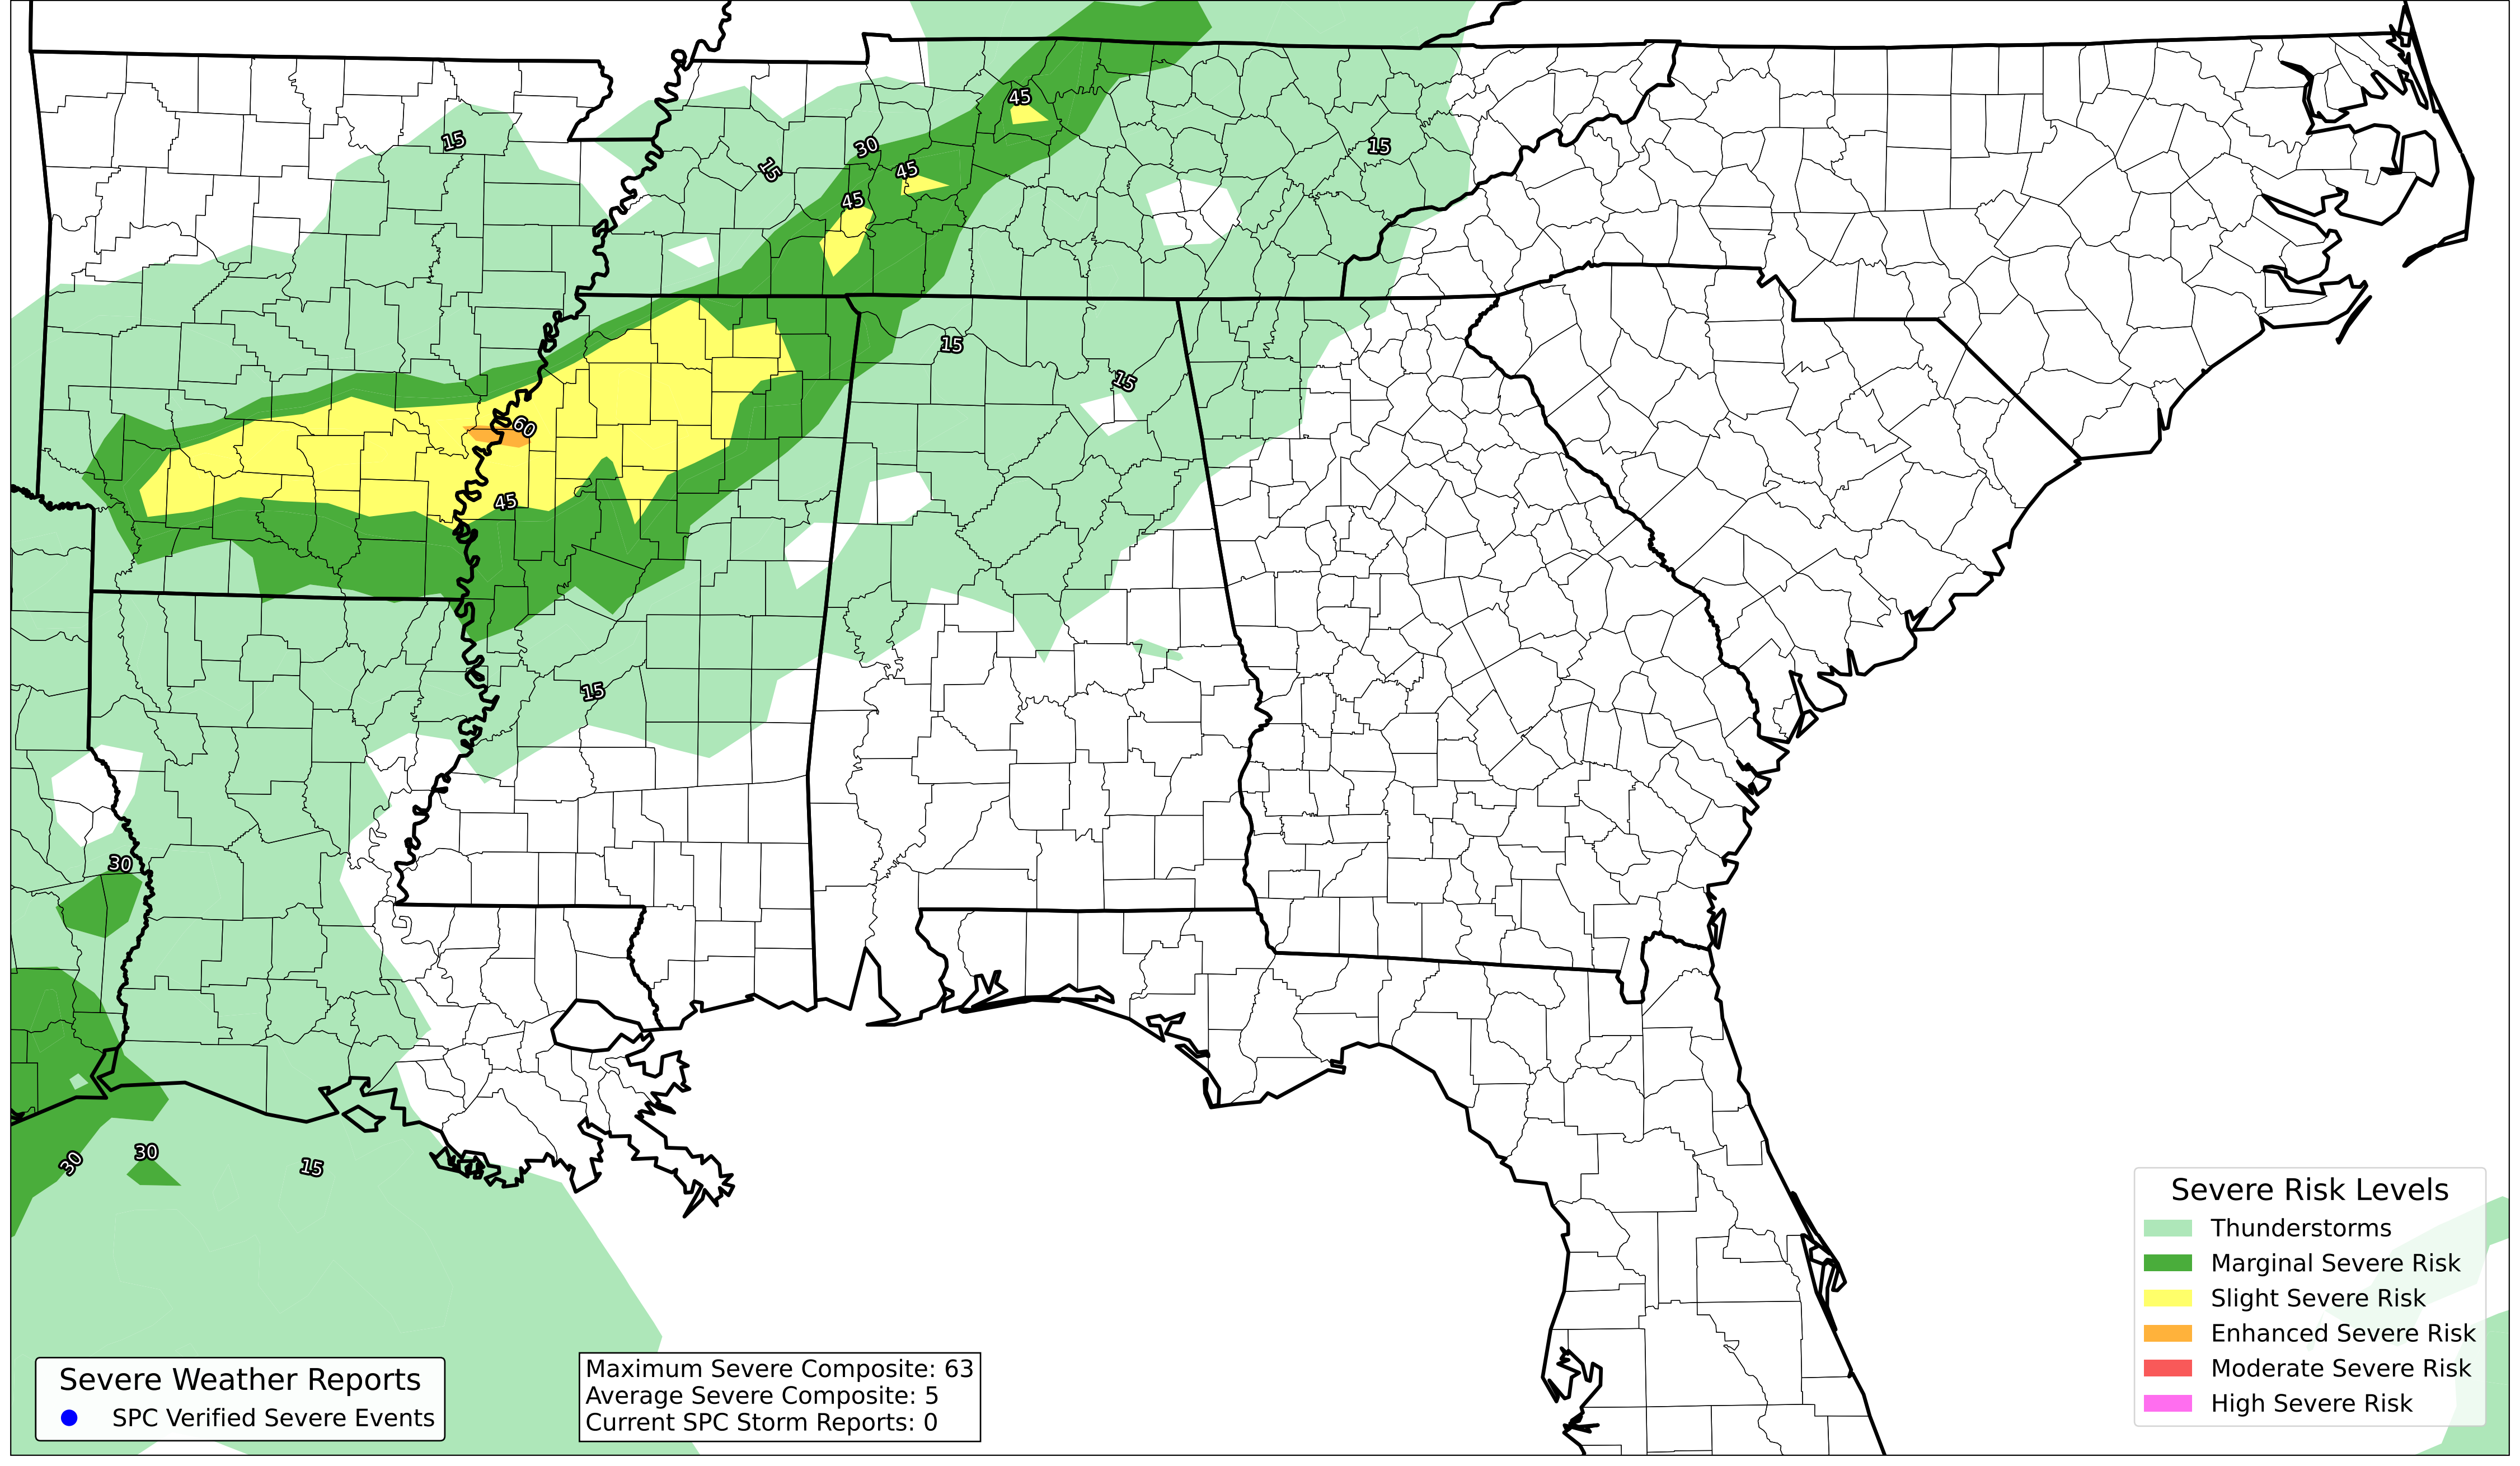 45
15
30
15
15
45
45
15
15
60
45
15
30
30
30
15
Severe Risk Levels
Thunderstorms
Marginal Severe Risk
Slight Severe Risk
Enhanced Severe Risk
Moderate Severe Risk
High Severe Risk
Severe Weather Reports
SPC Verified Severe Events
Maximum Severe Composite: 63
Average Severe Composite: 5
Current SPC Storm Reports: 0